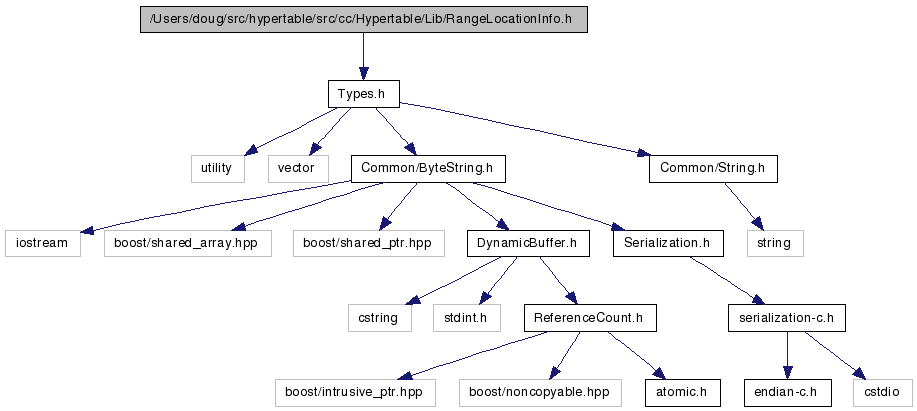 /Users/doug/src/hypertable/src/cc/Hypertable/Lib/RangeLocationInfo.h
Types.h
utility
vector
Common/ByteString.h
Common/String.h
iostream
boost/shared_array.hpp
boost/shared_ptr.hpp
DynamicBuffer.h
Serialization.h
string
cstring
stdint.h
ReferenceCount.h
serialization-c.h
boost/intrusive_ptr.hpp
boost/noncopyable.hpp
atomic.h
endian-c.h
cstdio